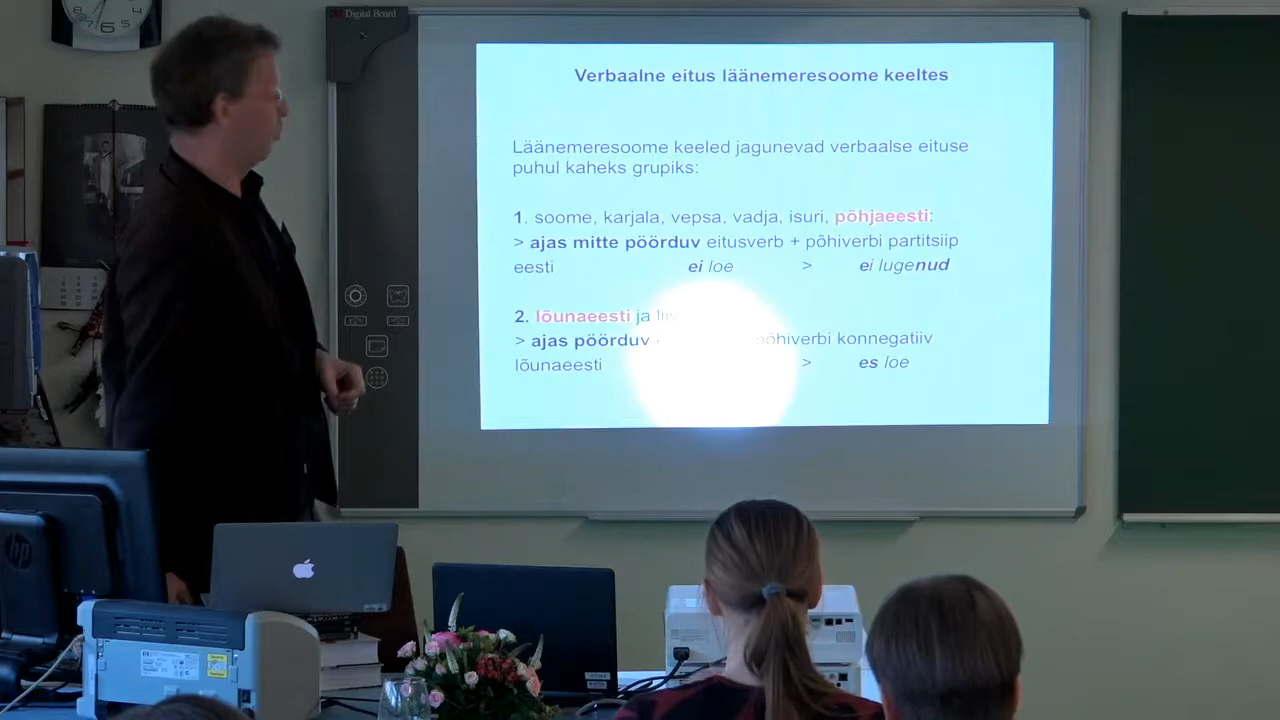 Digital Board
Verbaalne eitus läänemeresoome keeltes
Läänemeresoome keeled jagunevad verbaalse eituse
puhul kaheks grupiks:
1. soome, karjala, vepsa, vadja, isuri, põhjaeesti:
> ajas mitte pöörduv eitusverb + põhiverbi partitsiip
eesti ei loe > ei lugenud
2. lõunaeesti ja
> ajas pöörduv põhiverbi konnegatiiv
lõunaeesti > es loe
hp